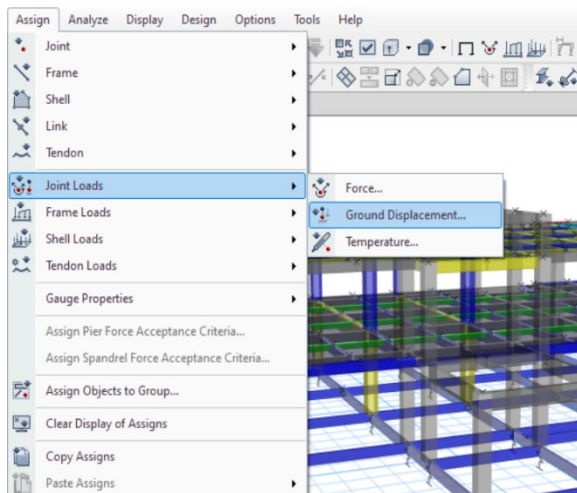 Assign Analyze Display Design Options Tools Help
Joint
Frame
Shell
Link
Tendon
Joint Loads
Force...
Frame Loads
Ground Displacement...
Shell Loads
Temperature...
Tendon Loads
Gauge Properties
Assign Pier Force Acceptance Criteria...
Assign Spandrel Force Acceptance Criteria...
Assign Objects to Group...
Clear Display of Assigns
Copy Assigns
Paste Assigns